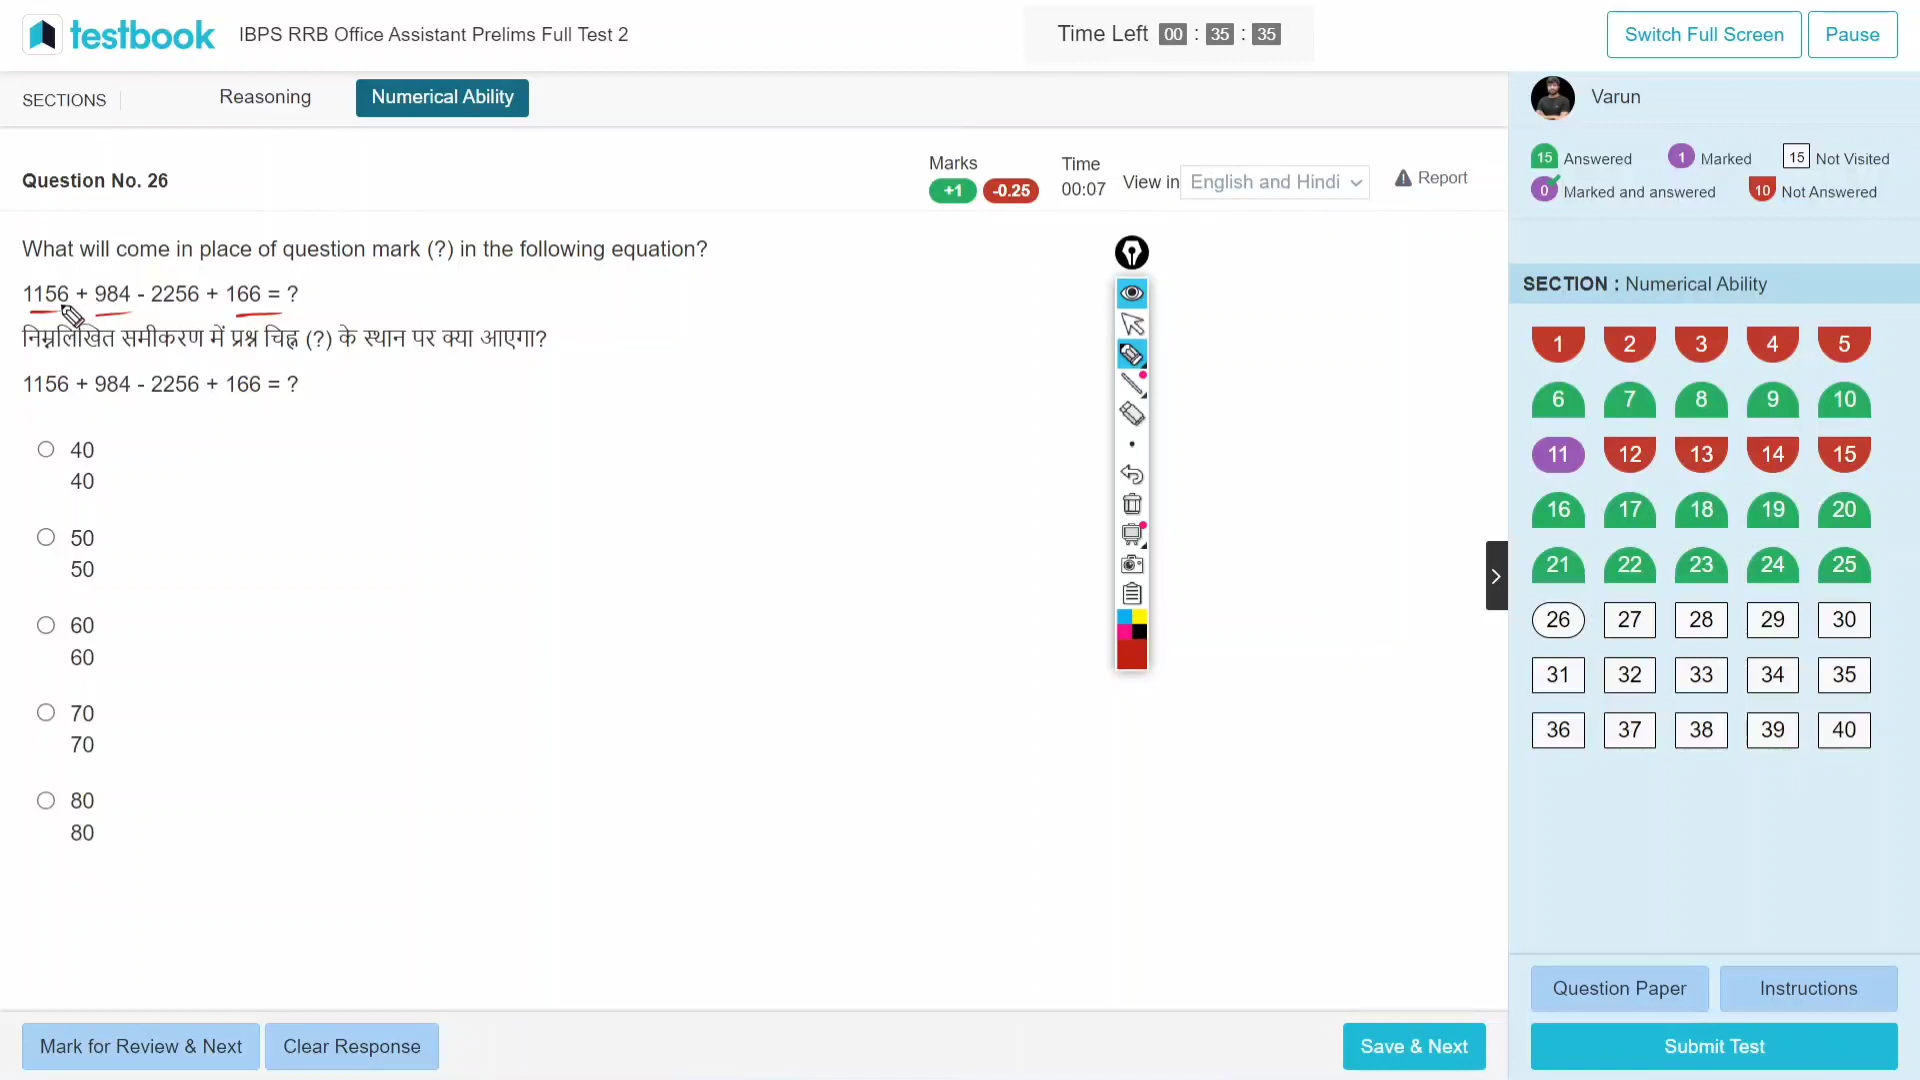 testbook IBPS RRB Office Assistant Prelims Full Test 2 Time Left 00 : 35 : 35 Switch Full Screen Pause
SECTIONS Reasoning Numerical Ability
Varun
Question No. 26 Marks +1 -0.25 Time 00:07 View in English and Hindi Report
15 Answered 1 Marked 15 Not Visited
0 Marked and answered 10 Not Answered
What will come in place of question mark (?) in the following equation?
1156 + 984 - 2256 + 166 = ?
निम्नलिखित समीकरण में प्रश्न चिह्न (?) के स्थान पर क्या आएगा?
1156 + 984 - 2256 + 166 = ?
40
40
50
50
60
60
70
70
80
80
SECTION : Numerical Ability
1 2 3 4 5
6 7 8 9 10
11 12 13 14 15
16 17 18 19 20
21 22 23 24 25
26 27 28 29 30
31 32 33 34 35
36 37 38 39 40
Question Paper Instructions
Mark for Review & Next Clear Response Save & Next Submit Test